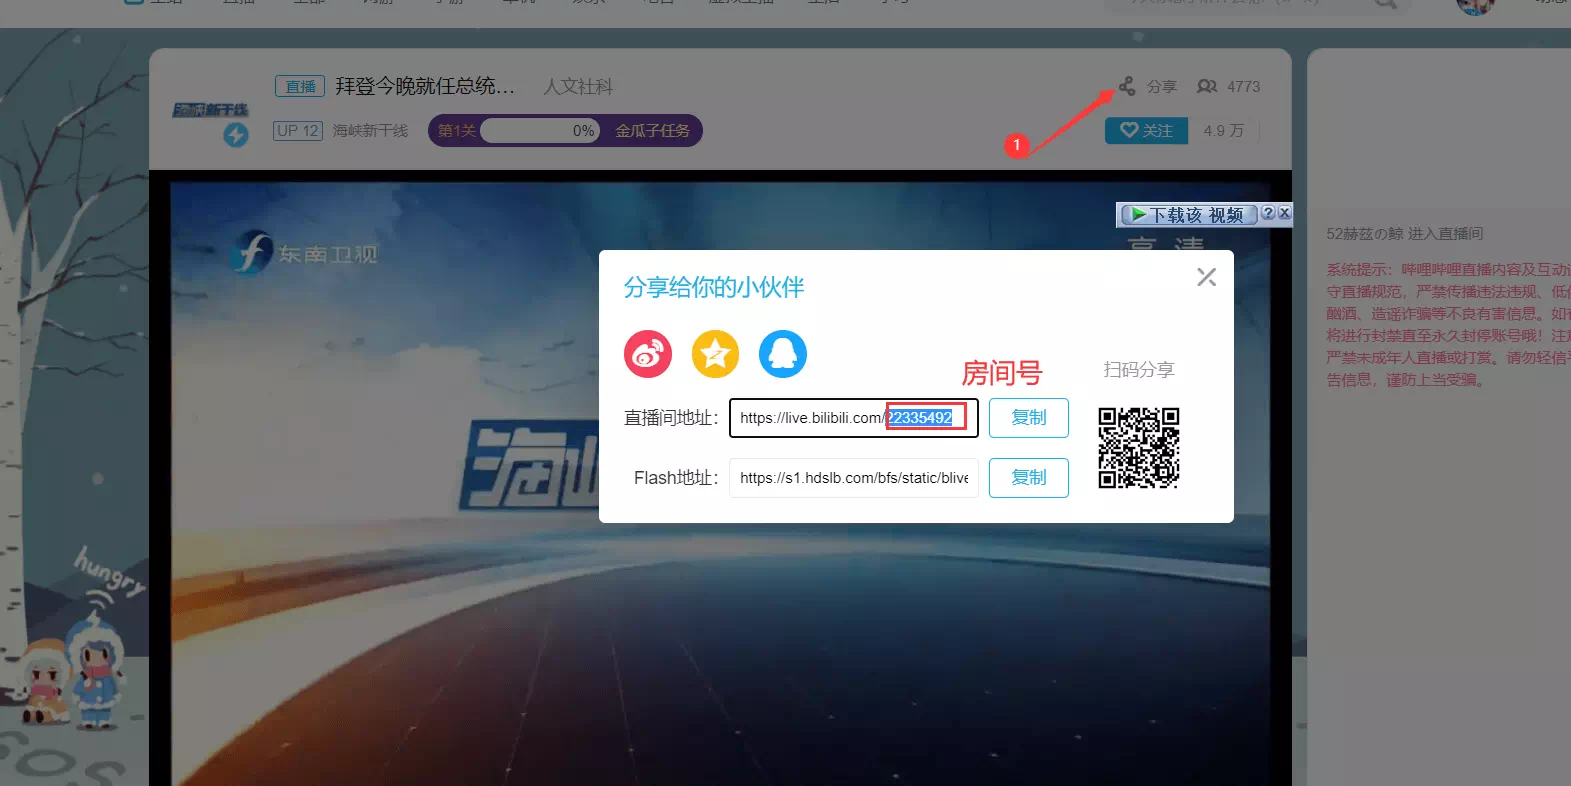 直播 拜登今晚就任总统... 人文社科
分享 4773
海峡新干线
UP 12 海峡新干线 第1关 0% 金瓜子任务
1
关注 4.9 万
下载该 视频 ? X
东南卫视
高 清
52赫兹の鲸 进入直播间
系统提示：哔哩哔哩直播内容及互动
守直播规范，严禁传播违法违规、低
酗酒、造谣诈骗等不良有害信息。如
将进行封禁直至永久封停账号哦！注
严禁未成年人直播或打赏。请勿轻信
告信息，谨防上当受骗。
分享给你的小伙伴
房间号
扫码分享
直播间地址： https://live.bilibili.com/22335492 复制
Flash地址： https://s1.hdslb.com/bfs/static/blive 复制
海
hungry